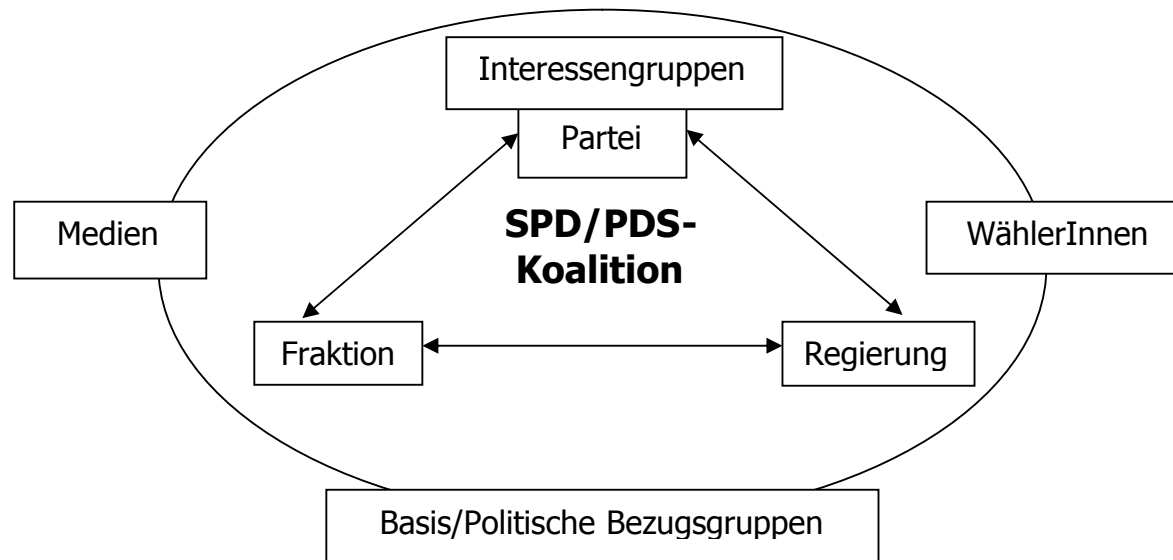 Interessengruppen
Partei
Medien
SPD/PDS-
Koalition
WählerInnen
Fraktion
Regierung
Basis/Politische Bezugsgruppen